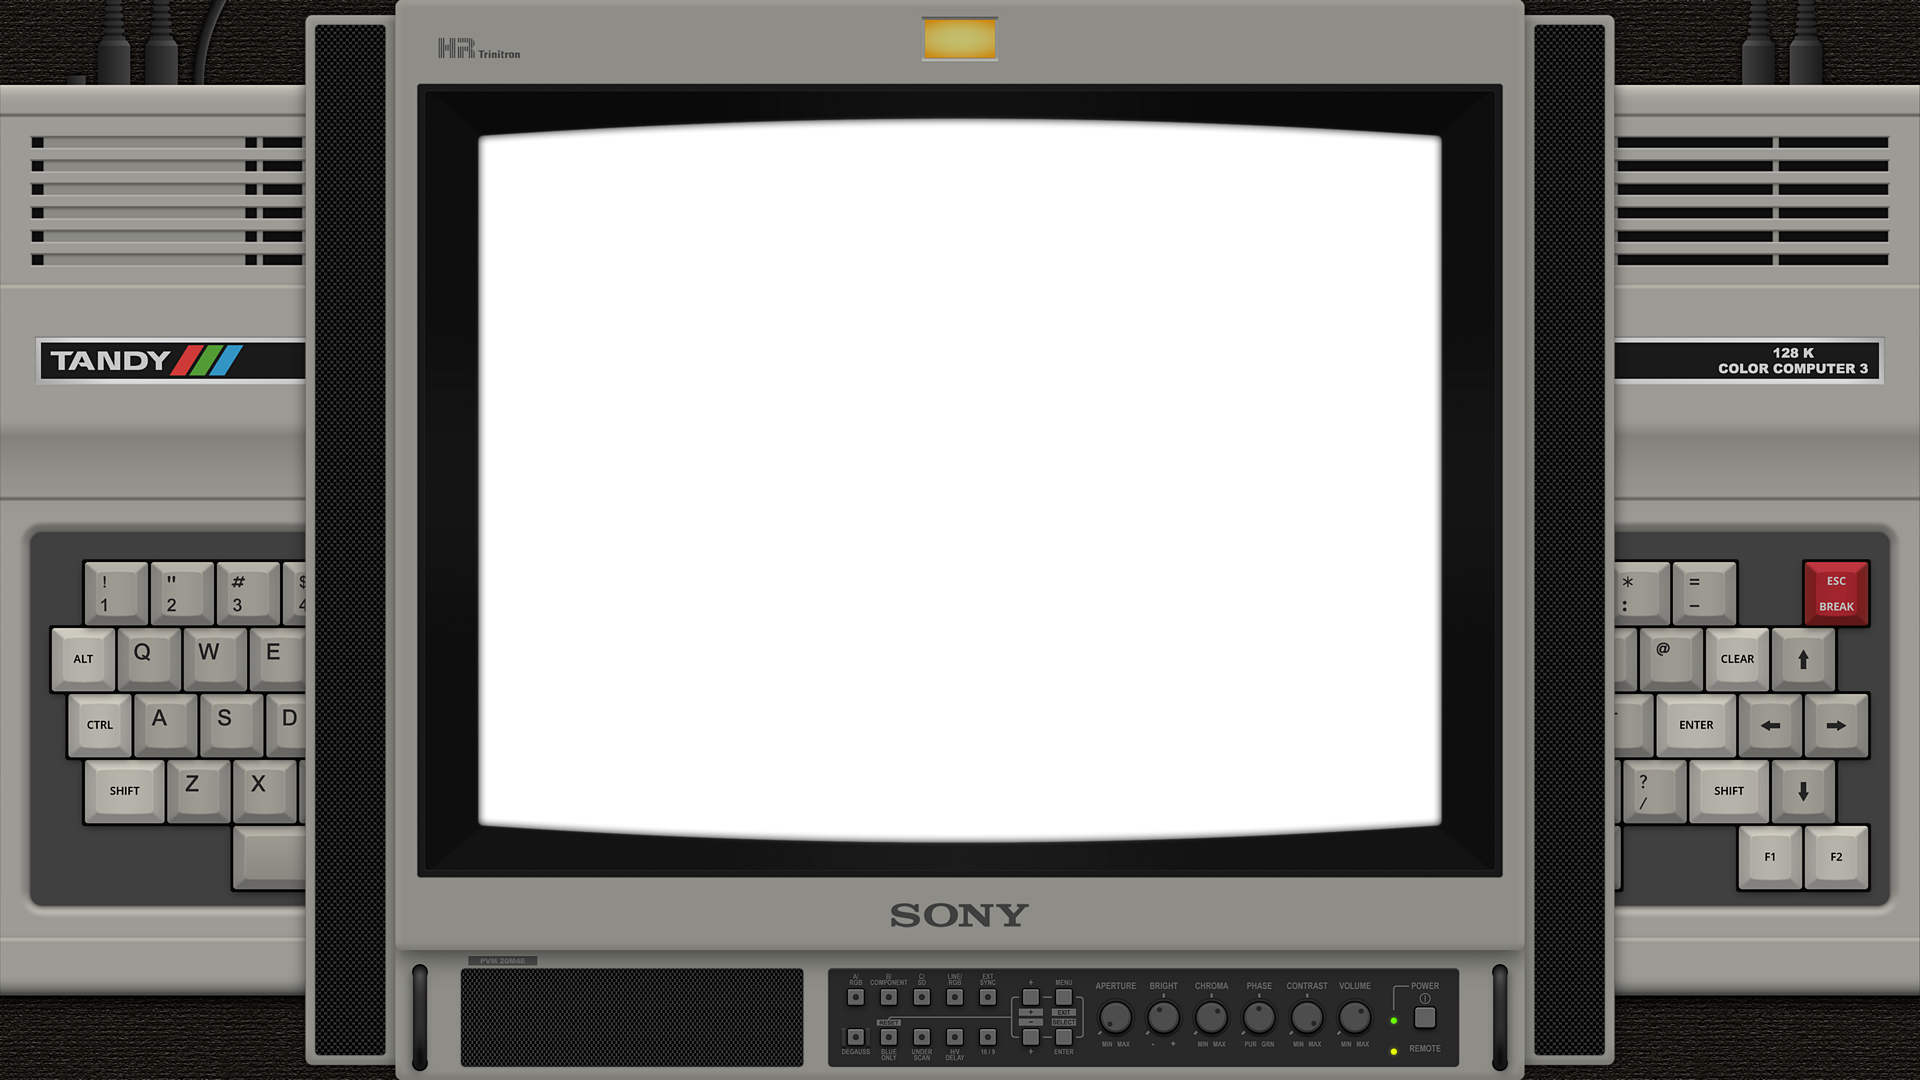 HR Trinitron
TANDY
128 K
COLOR COMPUTER 3
! " # $
1 2 3 4
ALT Q W E
CTRL A S D
SHIFT Z X
* =
: -
ESC
BREAK
@ CLEAR ↑
ENTER ← →
?
/
SHIFT ↓
F1 F2
SONY
PVM 20M4E
A/ RGB
B/ COMPONENT
C/ SD
LINE/ RGB
EXT SYNC
+
MENU
+
EXIT
-
SELECT
RESET
DEGAUSS
BLUE ONLY
UNDER SCAN
H/V DELAY
16 / 9
+
ENTER
APERTURE BRIGHT CHROMA PHASE CONTRAST VOLUME
MIN MAX - + MIN MAX PUR GRN MIN MAX MIN MAX
POWER
REMOTE